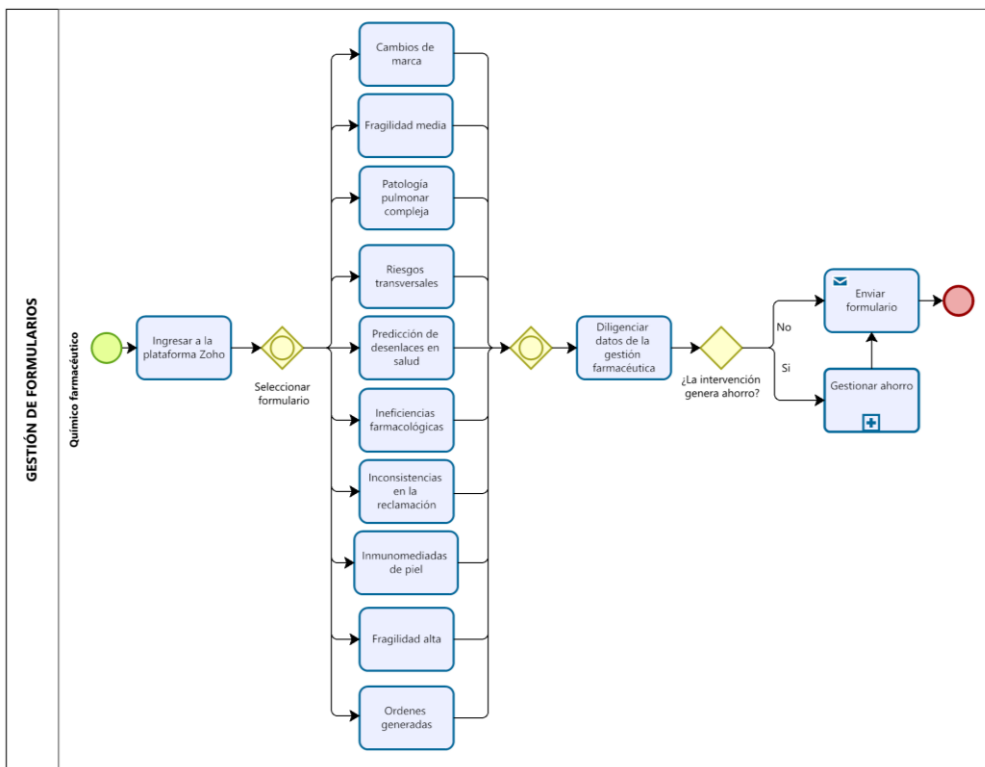 GESTIÓN DE FORMULARIOS
Químico farmacéutico
Ingresar a la
plataforma Zoho
Seleccionar
formulario
Cambios de
marca
Fragilidad media
Patología
pulmonar
compleja
Riesgos
transversales
Predicción de
desenlaces en
salud
Ineficiencias
farmacológicas
Inconsistencias
en la
reclamación
Inmunomediadas
de piel
Fragilidad alta
Ordenes
generadas
Diligenciar
datos de la
gestión
farmacéutica
¿La intervención
genera ahorro?
No
Si
Enviar
formulario
Gestionar ahorro